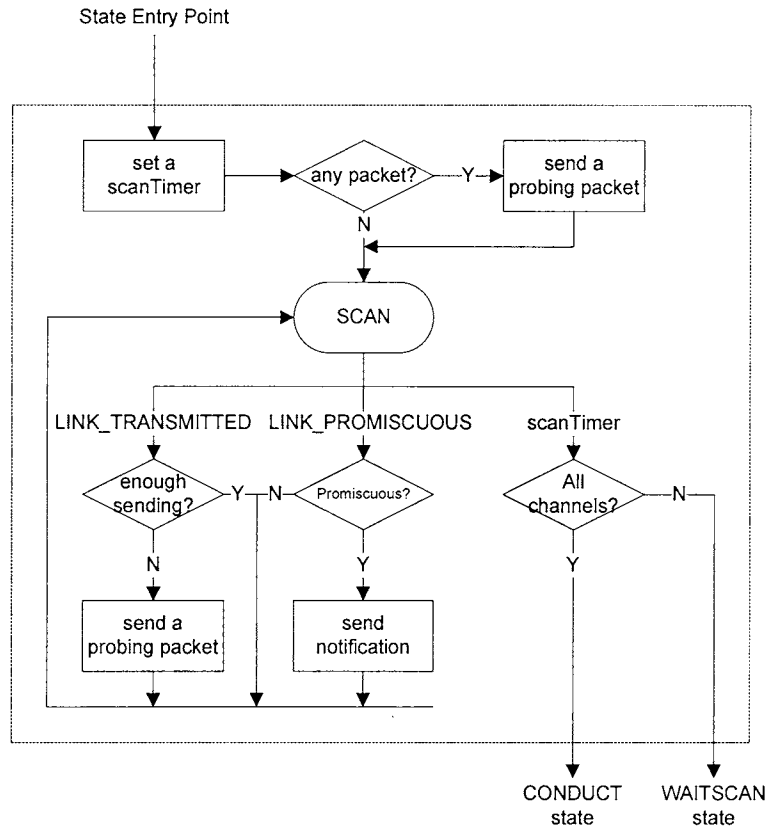 State Entry Point
set a
scanTimer
any packet?
Y
send a
probing packet
N
SCAN
LINK_TRANSMITTED
LINK_PROMISCUOUS
scanTimer
enough
sending?
Y
N
Promiscuous?
All
channels?
N
N
Y
Y
send a
probing packet
send
notification
CONDUCT
state
WAITSCAN
state